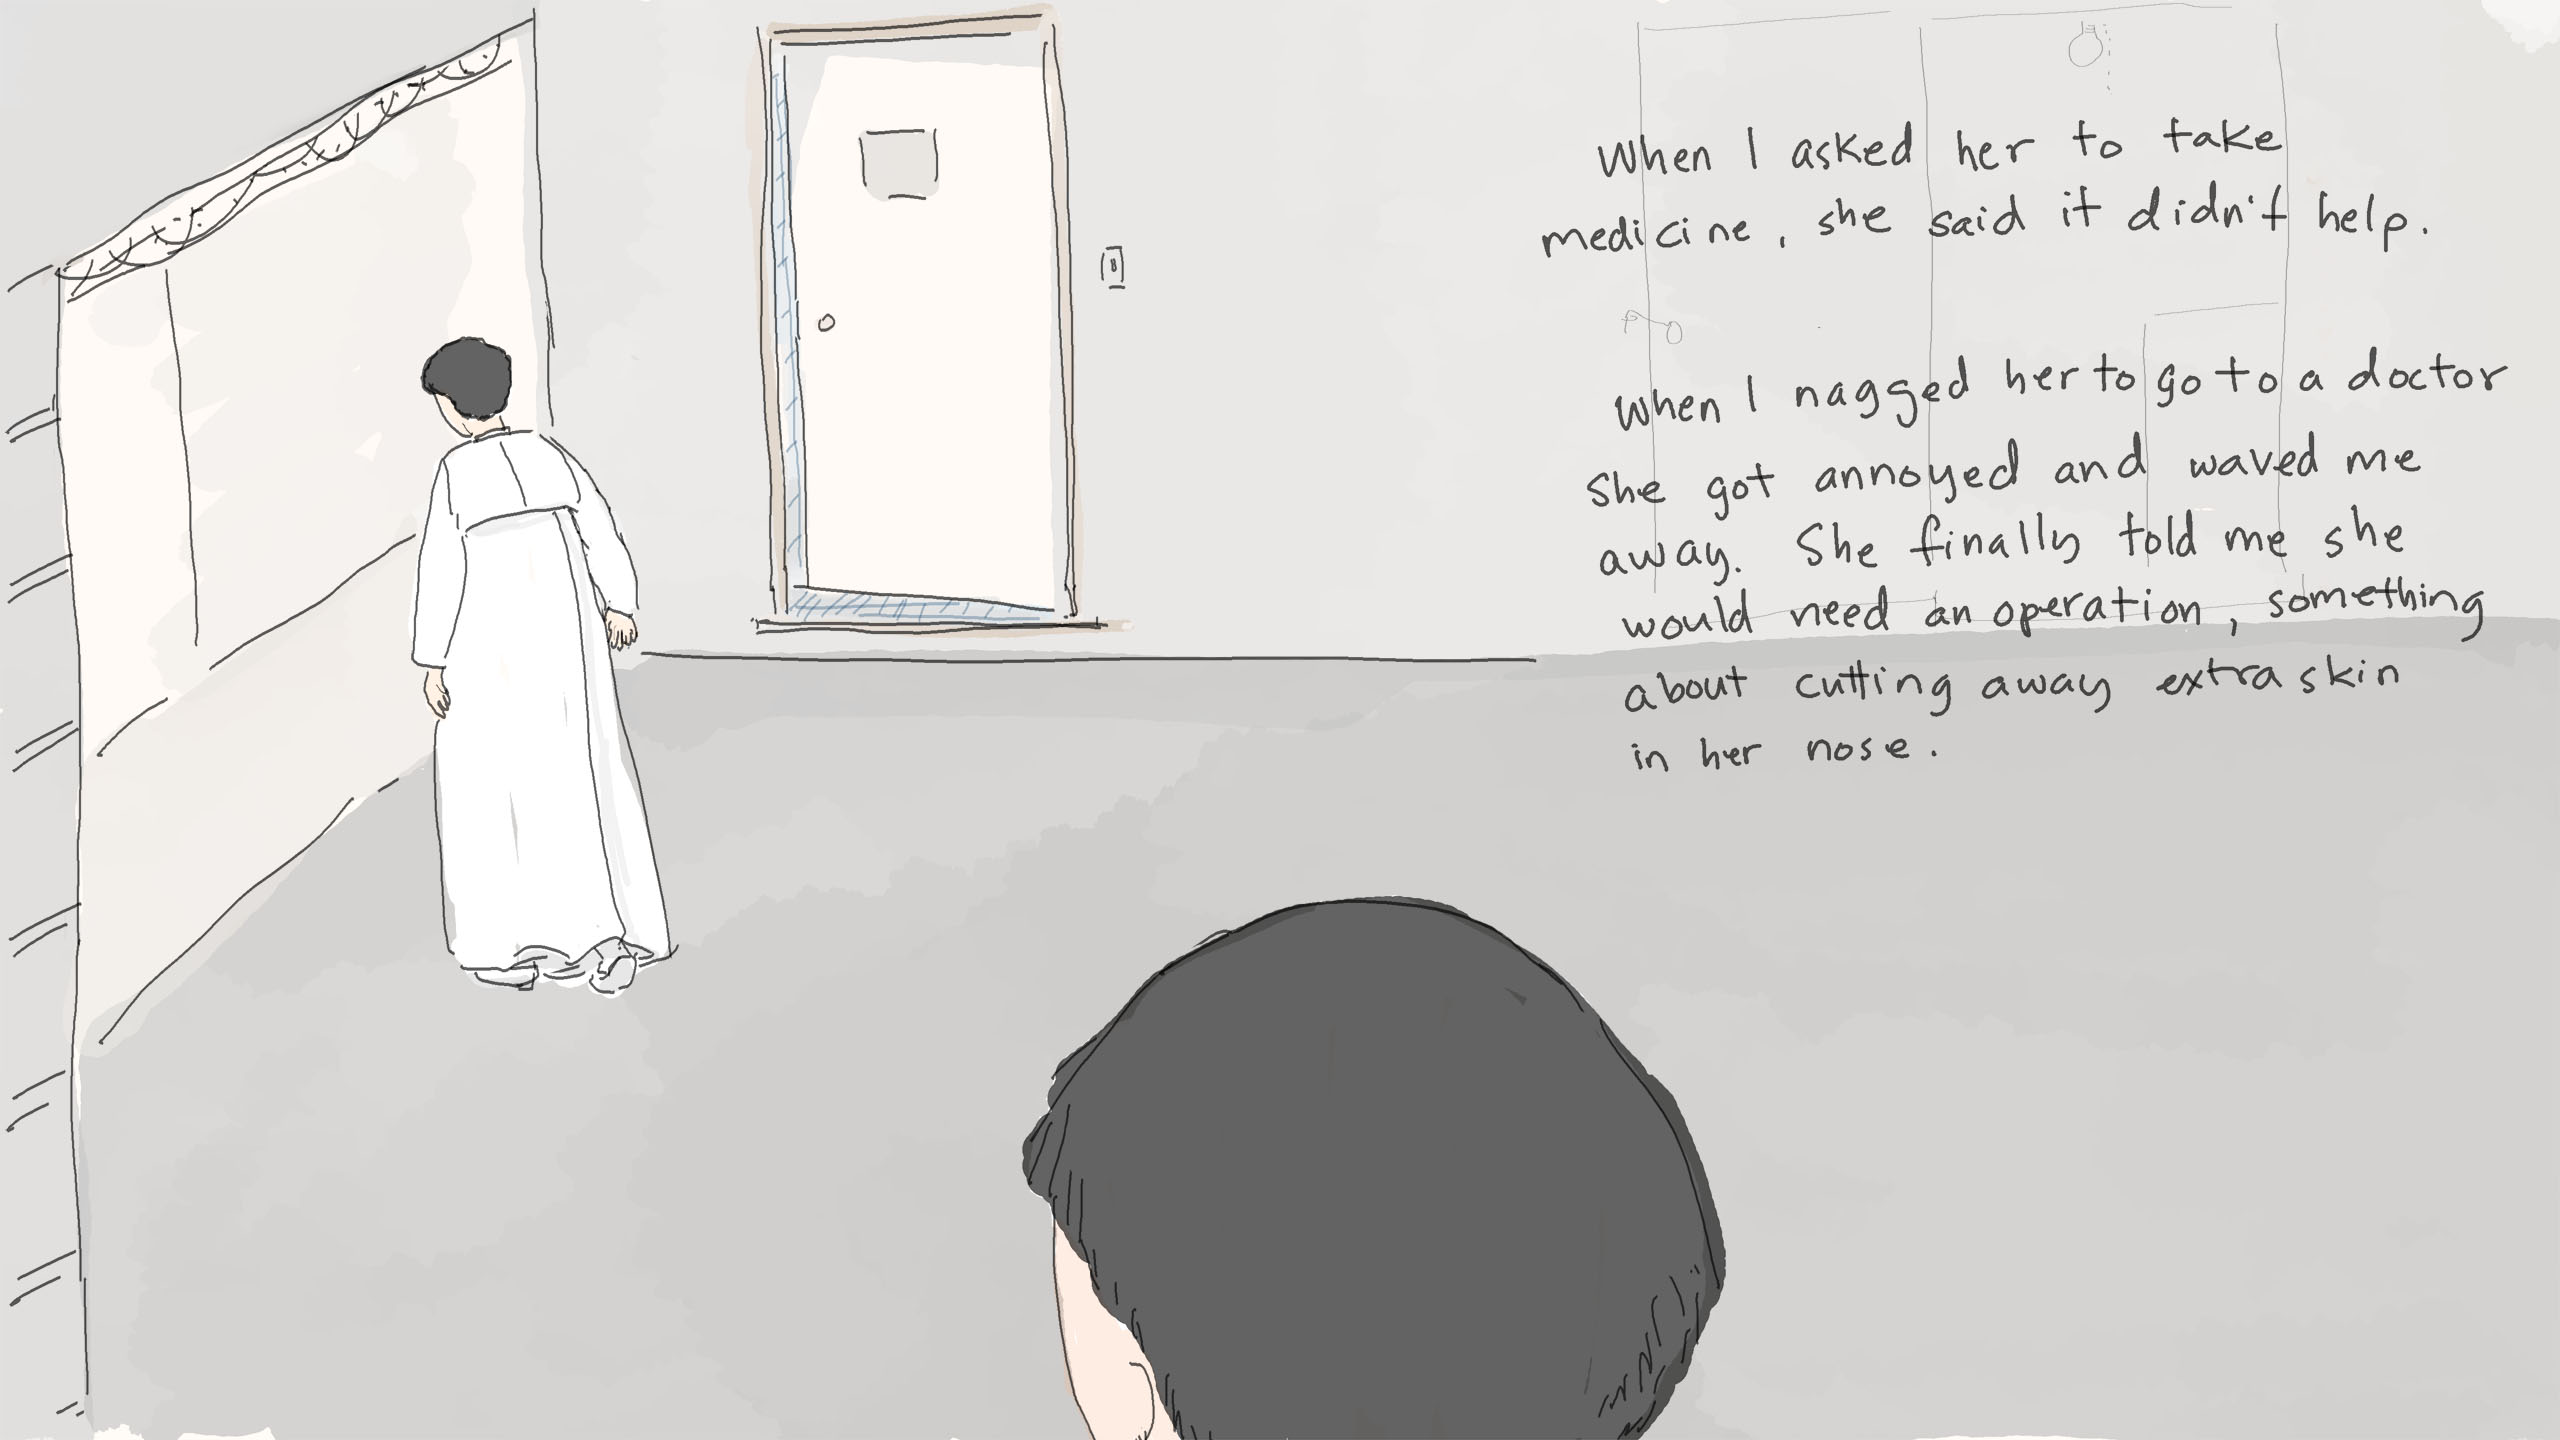 When I asked her to take
medicine, she said it didn't help.
When I nagged her to go to a doctor
She got annoyed and waved me
away. She finally told me she
would need an operation, something
about cutting away extra skin
in her nose.